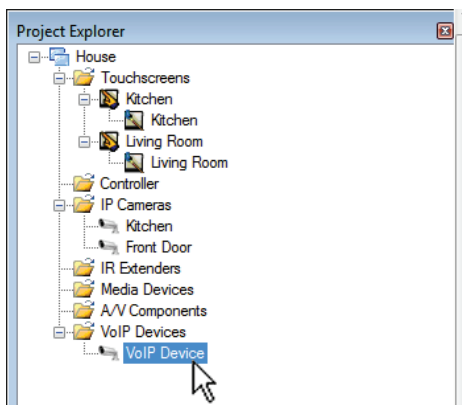 Project Explorer
House
Touchscreens
Kitchen
Kitchen
Living Room
Living Room
Controller
IP Cameras
Kitchen
Front Door
IR Extenders
Media Devices
A/V Components
VoIP Devices
VoIP Device